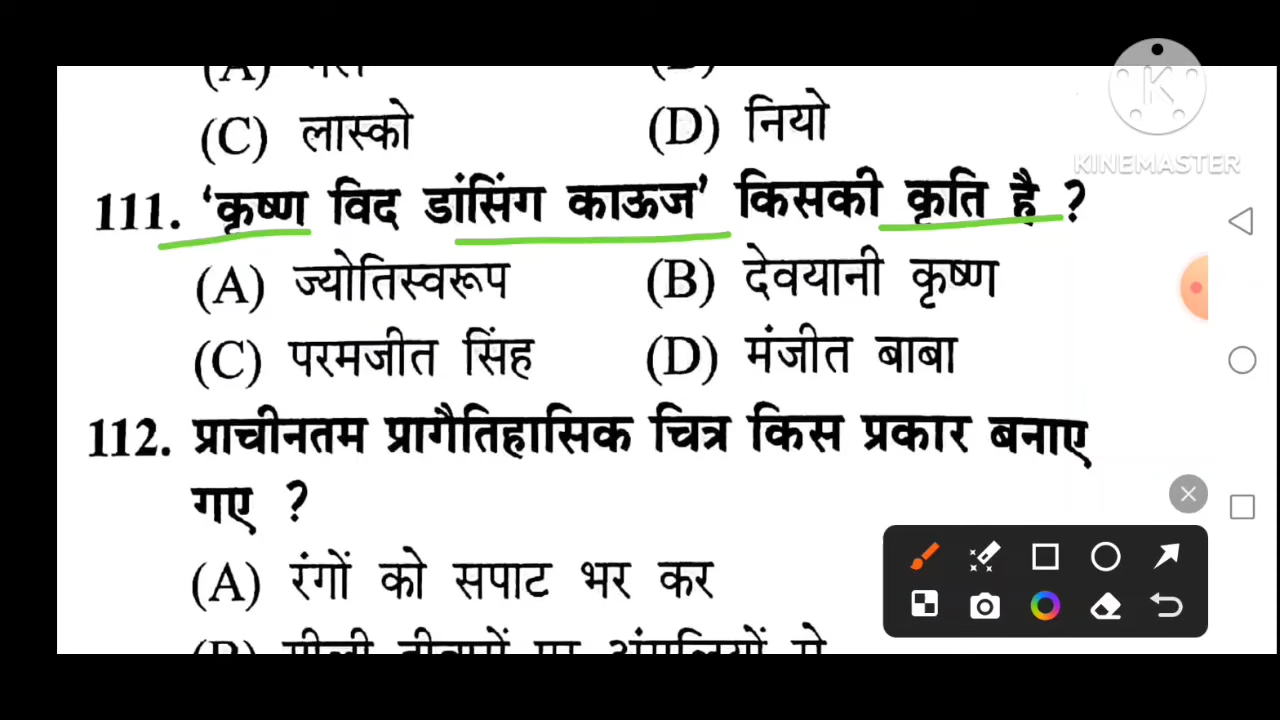 (C) लास्को (D) नियो
KINEMASTER
111. ‘कृष्ण विद डांसिंग काऊज’ किसकी कृति है ?
(A) ज्योतिस्वरूप (B) देवयानी कृष्ण
(C) परमजीत सिंह (D) मंजीत बाबा
112. प्राचीनतम प्रागैतिहासिक चित्र किस प्रकार बनाए
गए ?
(A) रंगों को सपाट भर कर